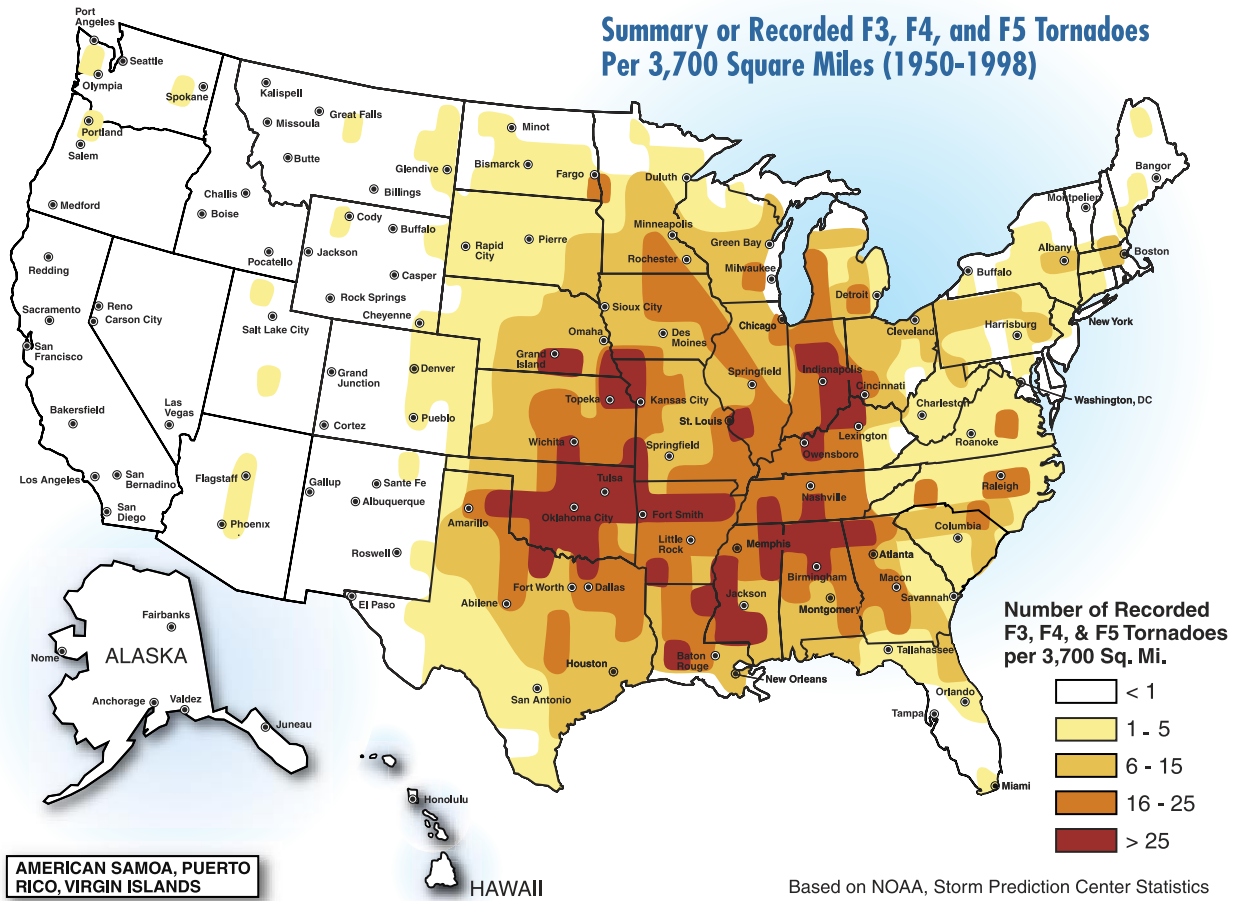 Summary or Recorded F3, F4, and F5 Tornadoes
Per 3,700 Square Miles (1950-1998)
Port
Angeles
Seattle
Olympia
Spokane
Portland
Salem
Medford
Kalispell
Great Falls
Missoula
Butte
Glendive
Billings
Challis
Boise
Pocatello
Cody
Buffalo
Jackson
Casper
Rock Springs
Cheyenne
Minot
Bismarck
Fargo
Rapid
City
Pierre
Duluth
Minneapolis
Rochester
Green Bay
Milwaukee
Detroit
Chicago
Bangor
Montpelier
Albany
Boston
Buffalo
New York
Harrisburg
Cleveland
Redding
Sacramento
San
Francisco
Reno
Carson City
Bakersfield
Las
Vegas
Los Angeles
San
Bernadino
San
Diego
Salt Lake City
Grand
Junction
Denver
Pueblo
Cortez
Flagstaff
Phoenix
Gallup
Sante Fe
Albuquerque
Roswell
El Paso
Sioux City
Omaha
Grand
Island
Des
Moines
Topeka
Kansas City
Wichita
Springfield
St. Louis
Springfield
Indianapolis
Cincinnati
Lexington
Owensboro
Charleston
Washington, DC
Roanoke
Raleigh
Nashville
Columbia
Tulsa
Oklahoma City
Fort Smith
Amarillo
Little
Rock
Memphis
Atlanta
Birmingham
Macon
Savannah
Montgomery
Fort Worth
Dallas
Abilene
Jackson
Baton
Rouge
New Orleans
Houston
San Antonio
Tallahassee
Orlando
Tampa
Miami
Fairbanks
Nome
ALASKA
Anchorage
Valdez
Juneau
Honolulu
HAWAII
AMERICAN SAMOA, PUERTO
RICO, VIRGIN ISLANDS
Number of Recorded
F3, F4, & F5 Tornadoes
per 3,700 Sq. Mi.
< 1
1 - 5
6 - 15
16 - 25
> 25
Based on NOAA, Storm Prediction Center Statistics